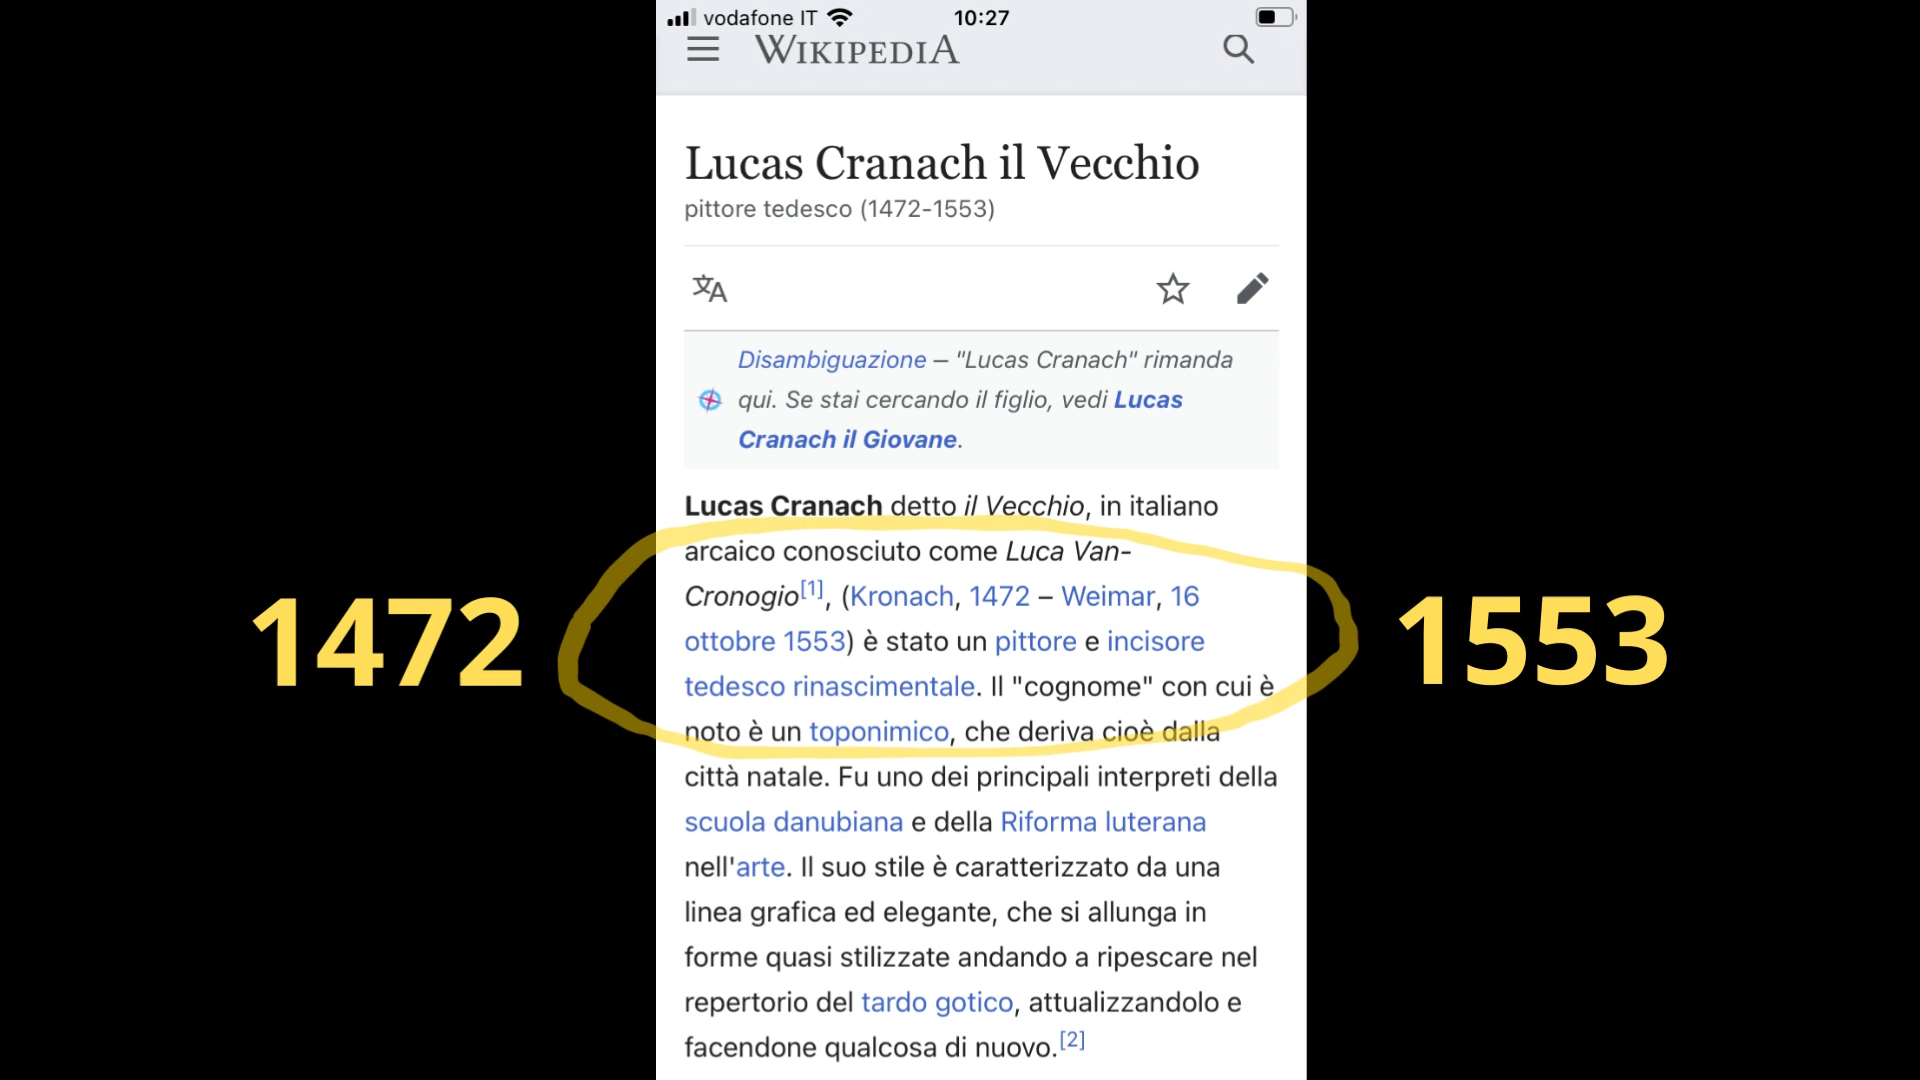 vodafone IT 10:27
WIKIPEDIA
Lucas Cranach il Vecchio
pittore tedesco (1472-1553)
文A
Disambiguazione – "Lucas Cranach" rimanda
qui. Se stai cercando il figlio, vedi Lucas
Cranach il Giovane.
Lucas Cranach detto il Vecchio, in italiano
arcaico conosciuto come Luca Van-
Cronogio[1], (Kronach, 1472 – Weimar, 16
ottobre 1553) è stato un pittore e incisore
tedesco rinascimentale. Il "cognome" con cui è
noto è un toponimico, che deriva cioè dalla
città natale. Fu uno dei principali interpreti della
scuola danubiana e della Riforma luterana
nell'arte. Il suo stile è caratterizzato da una
linea grafica ed elegante, che si allunga in
forme quasi stilizzate andando a ripescare nel
repertorio del tardo gotico, attualizzandolo e
facendone qualcosa di nuovo.[2]
1472
1553